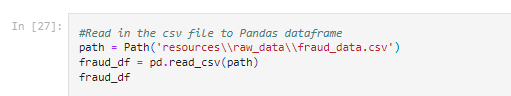 In [27]:
#Read in the csv file to Pandas dataframe
path = Path('resources\\raw_data\\fraud_data.csv')
fraud_df = pd.read_csv(path)
fraud_df